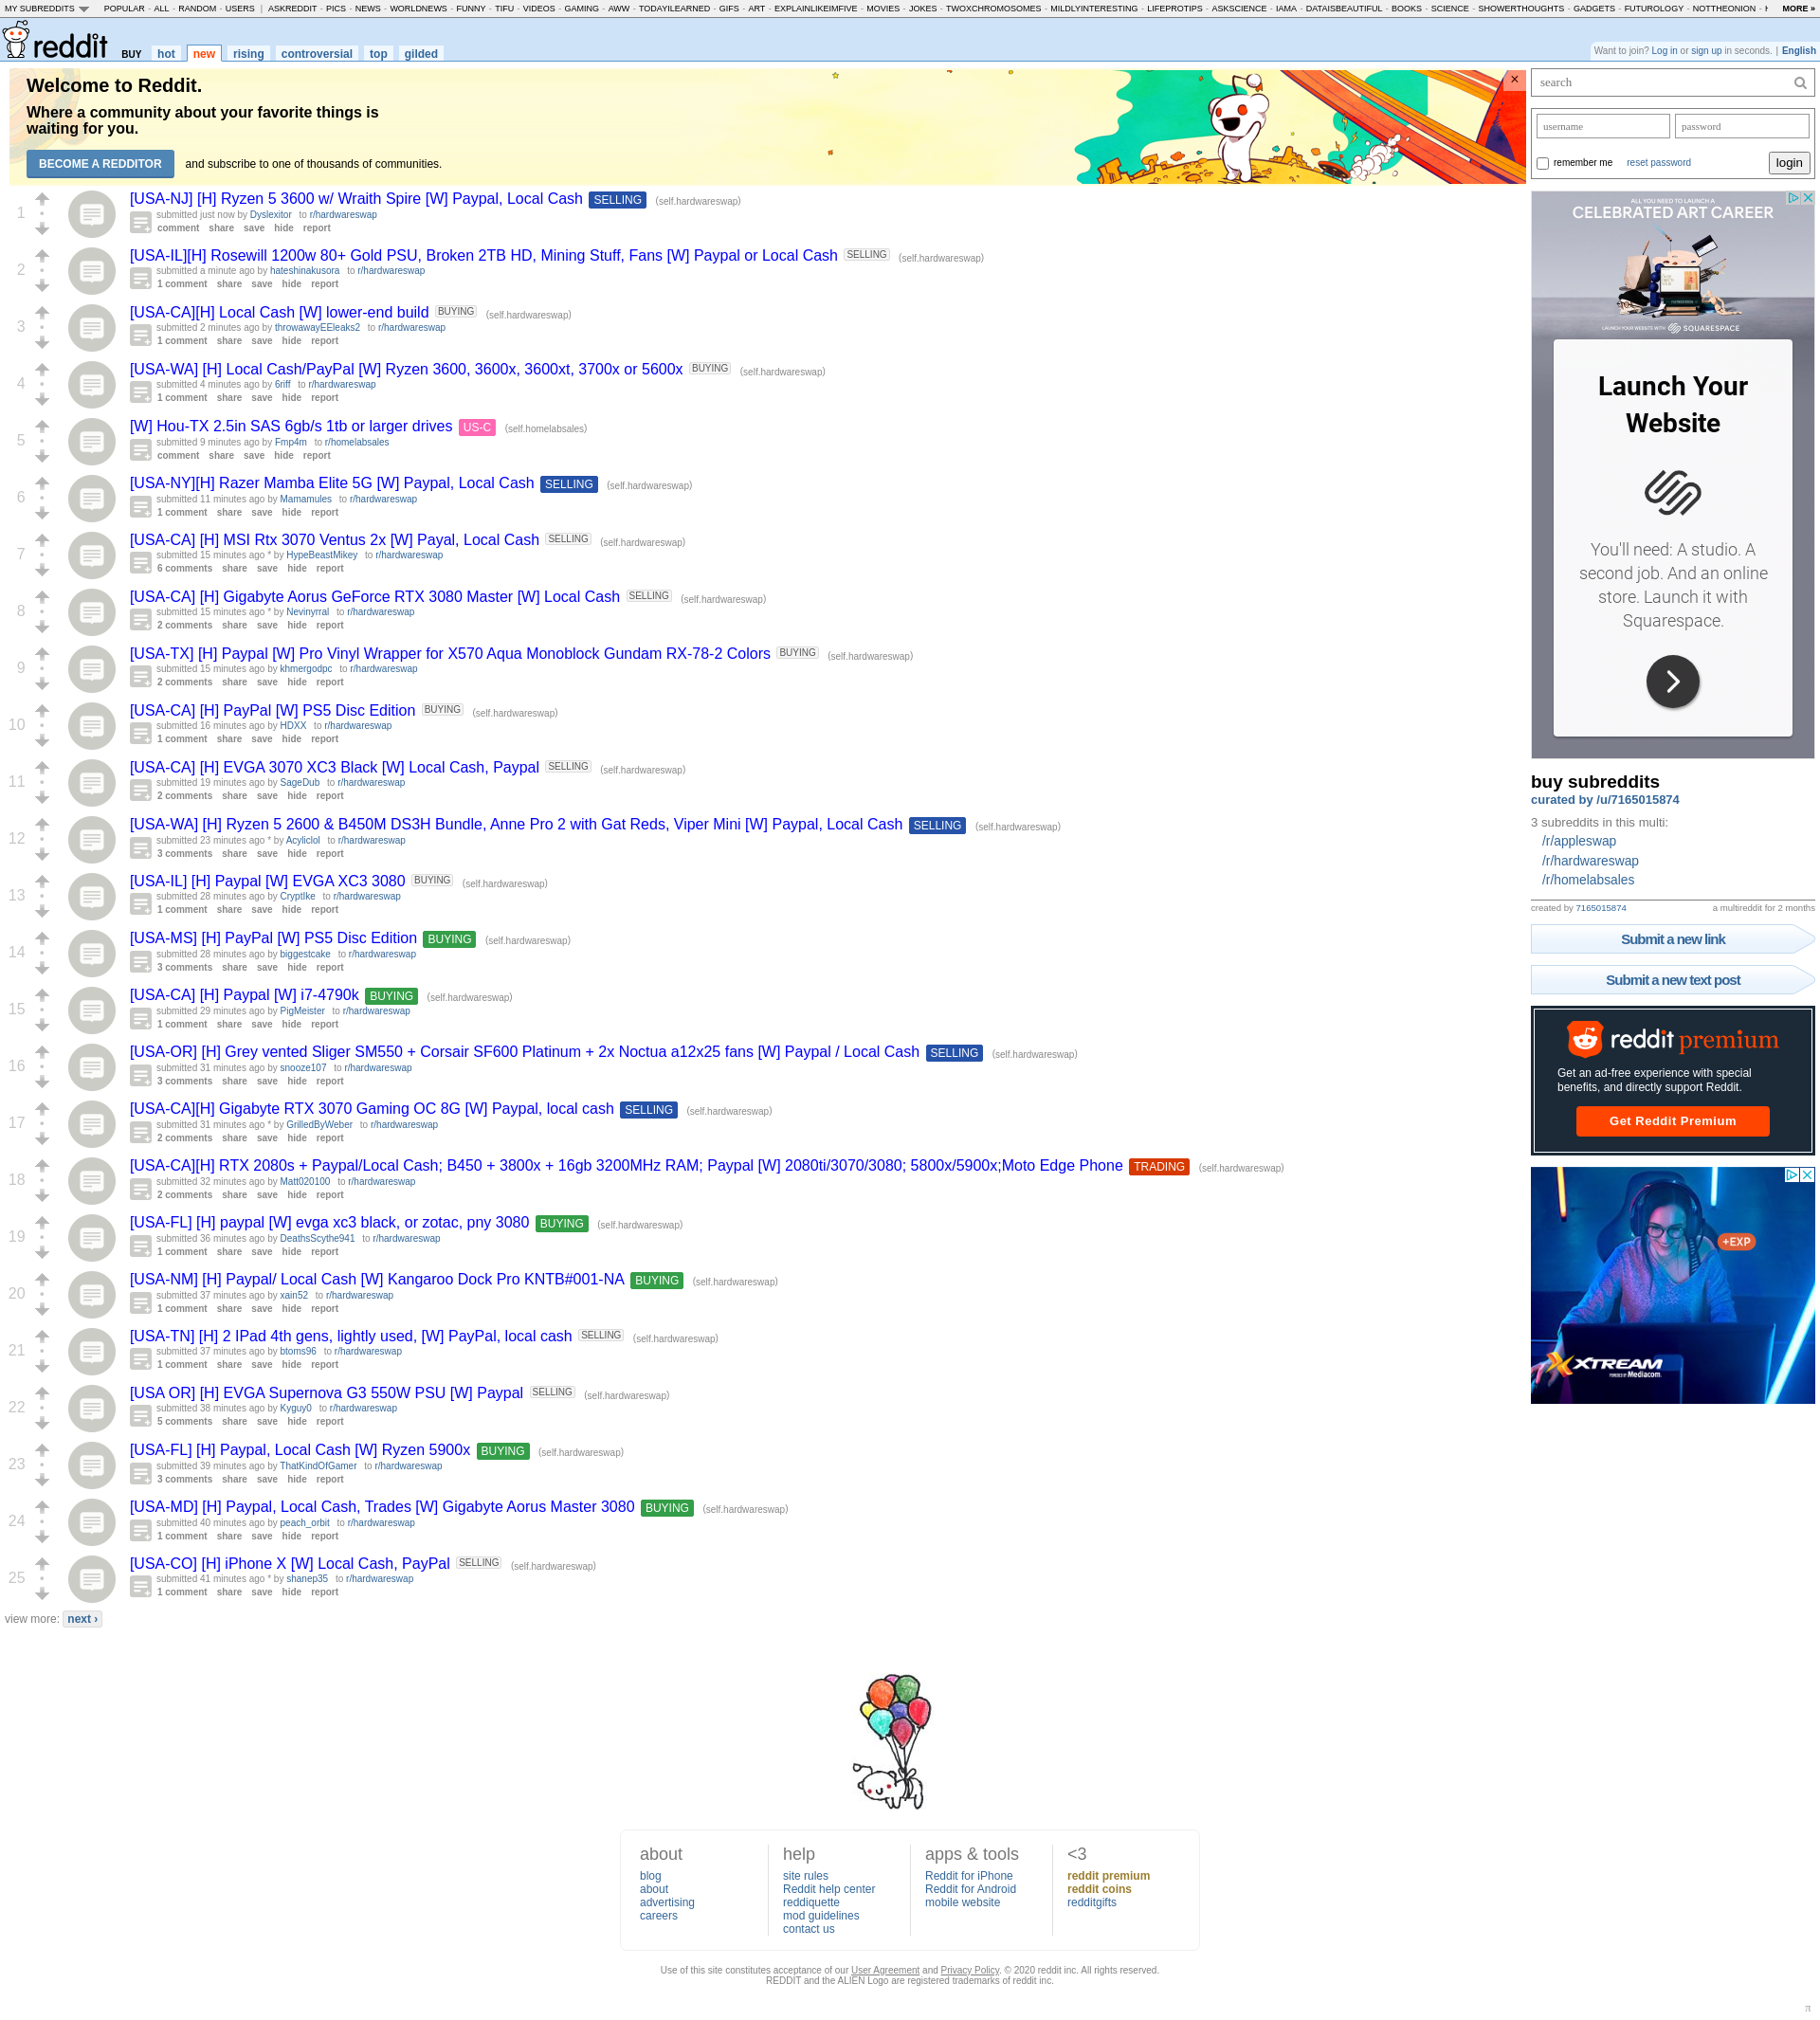 MY SUBREDDITS POPULAR - ALL - RANDOM - USERS | ASKREDDIT - PICS - NEWS - WORLDNEWS - FUNNY - TIFU - VIDEOS - GAMING - AWW - TODAYILEARNED - GIFS - ART - EXPLAINLIKEIMFIVE - MOVIES - JOKES - TWOXCHROMOSOMES - MILDLYINTERESTING - LIFEPROTIPS - ASKSCIENCE - IAMA - DATAISBEAUTIFUL - BOOKS - SCIENCE - SHOWERTHOUGHTS - GADGETS - FUTUROLOGY - NOTTHEONION - MORE »
reddit BUY hot new rising controversial top gilded
Want to join? Log in or sign up in seconds. | English
Welcome to Reddit.
Where a community about your favorite things is
waiting for you.
BECOME A REDDITOR and subscribe to one of thousands of communities.
×
1
[USA-NJ] [H] Ryzen 5 3600 w/ Wraith Spire [W] Paypal, Local Cash SELLING (self.hardwareswap)
submitted just now by Dyslexitor to r/hardwareswap
comment share save hide report
2
[USA-IL][H] Rosewill 1200w 80+ Gold PSU, Broken 2TB HD, Mining Stuff, Fans [W] Paypal or Local Cash SELLING (self.hardwareswap)
submitted a minute ago by hateshinakusora to r/hardwareswap
1 comment share save hide report
3
[USA-CA][H] Local Cash [W] lower-end build BUYING (self.hardwareswap)
submitted 2 minutes ago by throwawayEEleaks2 to r/hardwareswap
1 comment share save hide report
4
[USA-WA] [H] Local Cash/PayPal [W] Ryzen 3600, 3600x, 3600xt, 3700x or 5600x BUYING (self.hardwareswap)
submitted 4 minutes ago by 6riff to r/hardwareswap
1 comment share save hide report
5
[W] Hou-TX 2.5in SAS 6gb/s 1tb or larger drives US-C (self.homelabsales)
submitted 9 minutes ago by Fmp4m to r/homelabsales
comment share save hide report
6
[USA-NY][H] Razer Mamba Elite 5G [W] Paypal, Local Cash SELLING (self.hardwareswap)
submitted 11 minutes ago by Mamamules to r/hardwareswap
1 comment share save hide report
7
[USA-CA] [H] MSI Rtx 3070 Ventus 2x [W] Payal, Local Cash SELLING (self.hardwareswap)
submitted 15 minutes ago * by HypeBeastMikey to r/hardwareswap
6 comments share save hide report
8
[USA-CA] [H] Gigabyte Aorus GeForce RTX 3080 Master [W] Local Cash SELLING (self.hardwareswap)
submitted 15 minutes ago * by Nevinyrral to r/hardwareswap
2 comments share save hide report
9
[USA-TX] [H] Paypal [W] Pro Vinyl Wrapper for X570 Aqua Monoblock Gundam RX-78-2 Colors BUYING (self.hardwareswap)
submitted 15 minutes ago by khmergodpc to r/hardwareswap
2 comments share save hide report
10
[USA-CA] [H] PayPal [W] PS5 Disc Edition BUYING (self.hardwareswap)
submitted 16 minutes ago by HDXX to r/hardwareswap
1 comment share save hide report
11
[USA-CA] [H] EVGA 3070 XC3 Black [W] Local Cash, Paypal SELLING (self.hardwareswap)
submitted 19 minutes ago by SageDub to r/hardwareswap
2 comments share save hide report
12
[USA-WA] [H] Ryzen 5 2600 & B450M DS3H Bundle, Anne Pro 2 with Gat Reds, Viper Mini [W] Paypal, Local Cash SELLING (self.hardwareswap)
submitted 23 minutes ago * by Acyliclol to r/hardwareswap
3 comments share save hide report
13
[USA-IL] [H] Paypal [W] EVGA XC3 3080 BUYING (self.hardwareswap)
submitted 28 minutes ago by CryptIke to r/hardwareswap
1 comment share save hide report
14
[USA-MS] [H] PayPal [W] PS5 Disc Edition BUYING (self.hardwareswap)
submitted 28 minutes ago by biggestcake to r/hardwareswap
3 comments share save hide report
15
[USA-CA] [H] Paypal [W] i7-4790k BUYING (self.hardwareswap)
submitted 29 minutes ago by PigMeister to r/hardwareswap
1 comment share save hide report
16
[USA-OR] [H] Grey vented Sliger SM550 + Corsair SF600 Platinum + 2x Noctua a12x25 fans [W] Paypal / Local Cash SELLING (self.hardwareswap)
submitted 31 minutes ago by snooze107 to r/hardwareswap
3 comments share save hide report
17
[USA-CA][H] Gigabyte RTX 3070 Gaming OC 8G [W] Paypal, local cash SELLING (self.hardwareswap)
submitted 31 minutes ago * by GrilledByWeber to r/hardwareswap
2 comments share save hide report
18
[USA-CA][H] RTX 2080s + Paypal/Local Cash; B450 + 3800x + 16gb 3200MHz RAM; Paypal [W] 2080ti/3070/3080; 5800x/5900x;Moto Edge Phone TRADING (self.hardwareswap)
submitted 32 minutes ago by Matt020100 to r/hardwareswap
2 comments share save hide report
19
[USA-FL] [H] paypal [W] evga xc3 black, or zotac, pny 3080 BUYING (self.hardwareswap)
submitted 36 minutes ago by DeathsScythe941 to r/hardwareswap
1 comment share save hide report
20
[USA-NM] [H] Paypal/ Local Cash [W] Kangaroo Dock Pro KNTB#001-NA BUYING (self.hardwareswap)
submitted 37 minutes ago by xain52 to r/hardwareswap
1 comment share save hide report
21
[USA-TN] [H] 2 IPad 4th gens, lightly used, [W] PayPal, local cash SELLING (self.hardwareswap)
submitted 37 minutes ago by btoms96 to r/hardwareswap
1 comment share save hide report
22
[USA OR] [H] EVGA Supernova G3 550W PSU [W] Paypal SELLING (self.hardwareswap)
submitted 38 minutes ago by Kyguy0 to r/hardwareswap
5 comments share save hide report
23
[USA-FL] [H] Paypal, Local Cash [W] Ryzen 5900x BUYING (self.hardwareswap)
submitted 39 minutes ago by ThatKindOfGamer to r/hardwareswap
3 comments share save hide report
24
[USA-MD] [H] Paypal, Local Cash, Trades [W] Gigabyte Aorus Master 3080 BUYING (self.hardwareswap)
submitted 40 minutes ago by peach_orbit to r/hardwareswap
1 comment share save hide report
25
[USA-CO] [H] iPhone X [W] Local Cash, PayPal SELLING (self.hardwareswap)
submitted 41 minutes ago * by shanep35 to r/hardwareswap
1 comment share save hide report
view more: next ›
search
username password
remember me reset password login
ALL YOU NEED TO LAUNCH A
CELEBRATED ART CAREER
LAUNCH YOUR WEBSITE WITH SQUARESPACE
Launch Your
Website
You'll need: A studio. A
second job. And an online
store. Launch it with
Squarespace.
buy subreddits
curated by /u/7165015874
3 subreddits in this multi:
/r/appleswap
/r/hardwareswap
/r/homelabsales
created by 7165015874 a multireddit for 2 months
Submit a new link
Submit a new text post
reddit premium
Get an ad-free experience with special
benefits, and directly support Reddit.
Get Reddit Premium
+EXP
XTREAM
POWERED BY Mediacom
about
blog
about
advertising
careers
help
site rules
Reddit help center
reddiquette
mod guidelines
contact us
apps & tools
Reddit for iPhone
Reddit for Android
mobile website
<3
reddit premium
reddit coins
redditgifts
Use of this site constitutes acceptance of our User Agreement and Privacy Policy. © 2020 reddit inc. All rights reserved.
REDDIT and the ALIEN Logo are registered trademarks of reddit inc.
π